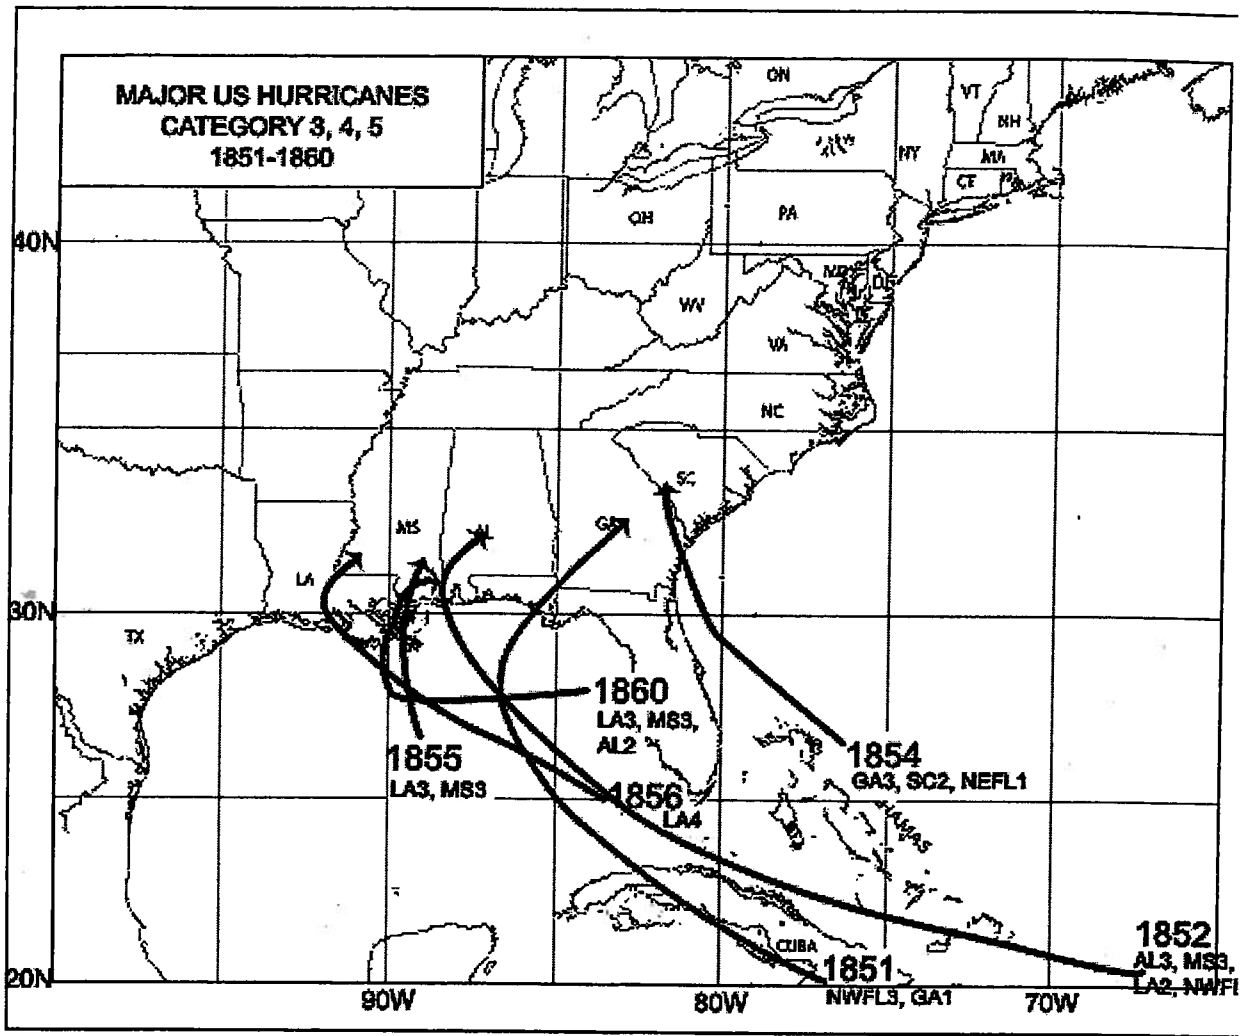 MAJOR US HURRICANES
CATEGORY 3, 4, 5
1851-1860
ON
VT
NH
NY
MA
CT
PA
OH
40N
MD
WV
VA
NC
SC
MS
GA
LA
30N
TX
1860
LA3, MS3,
AL2
1855
LA3, MS3
1854
GA3, SC2, NEFL1
1856
LA4
CUBA
1852
AL3, MS3,
LA2, NWFL
1851
NWFL3, GA1
20N
90W
80W
70W